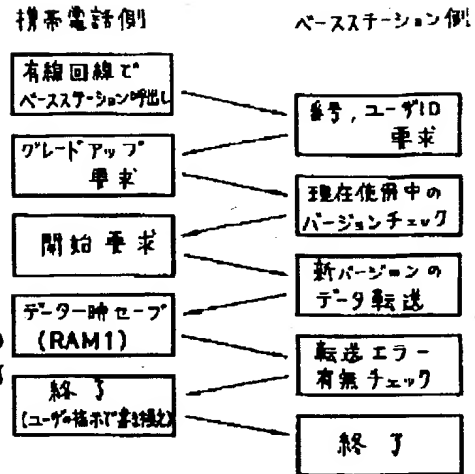 携帯電話側
ベースステーション側
有線回線で
ベースステーション呼出し
番号,ユーザID
要求
グレードアップ
要求
現在使用中の
バージョンチェック
開始要求
新バージョンの
データ転送
データ一時セーブ
(RAM1)
転送エラー
有無チェック
終了
(ユーザの指示で書き換え)
終了